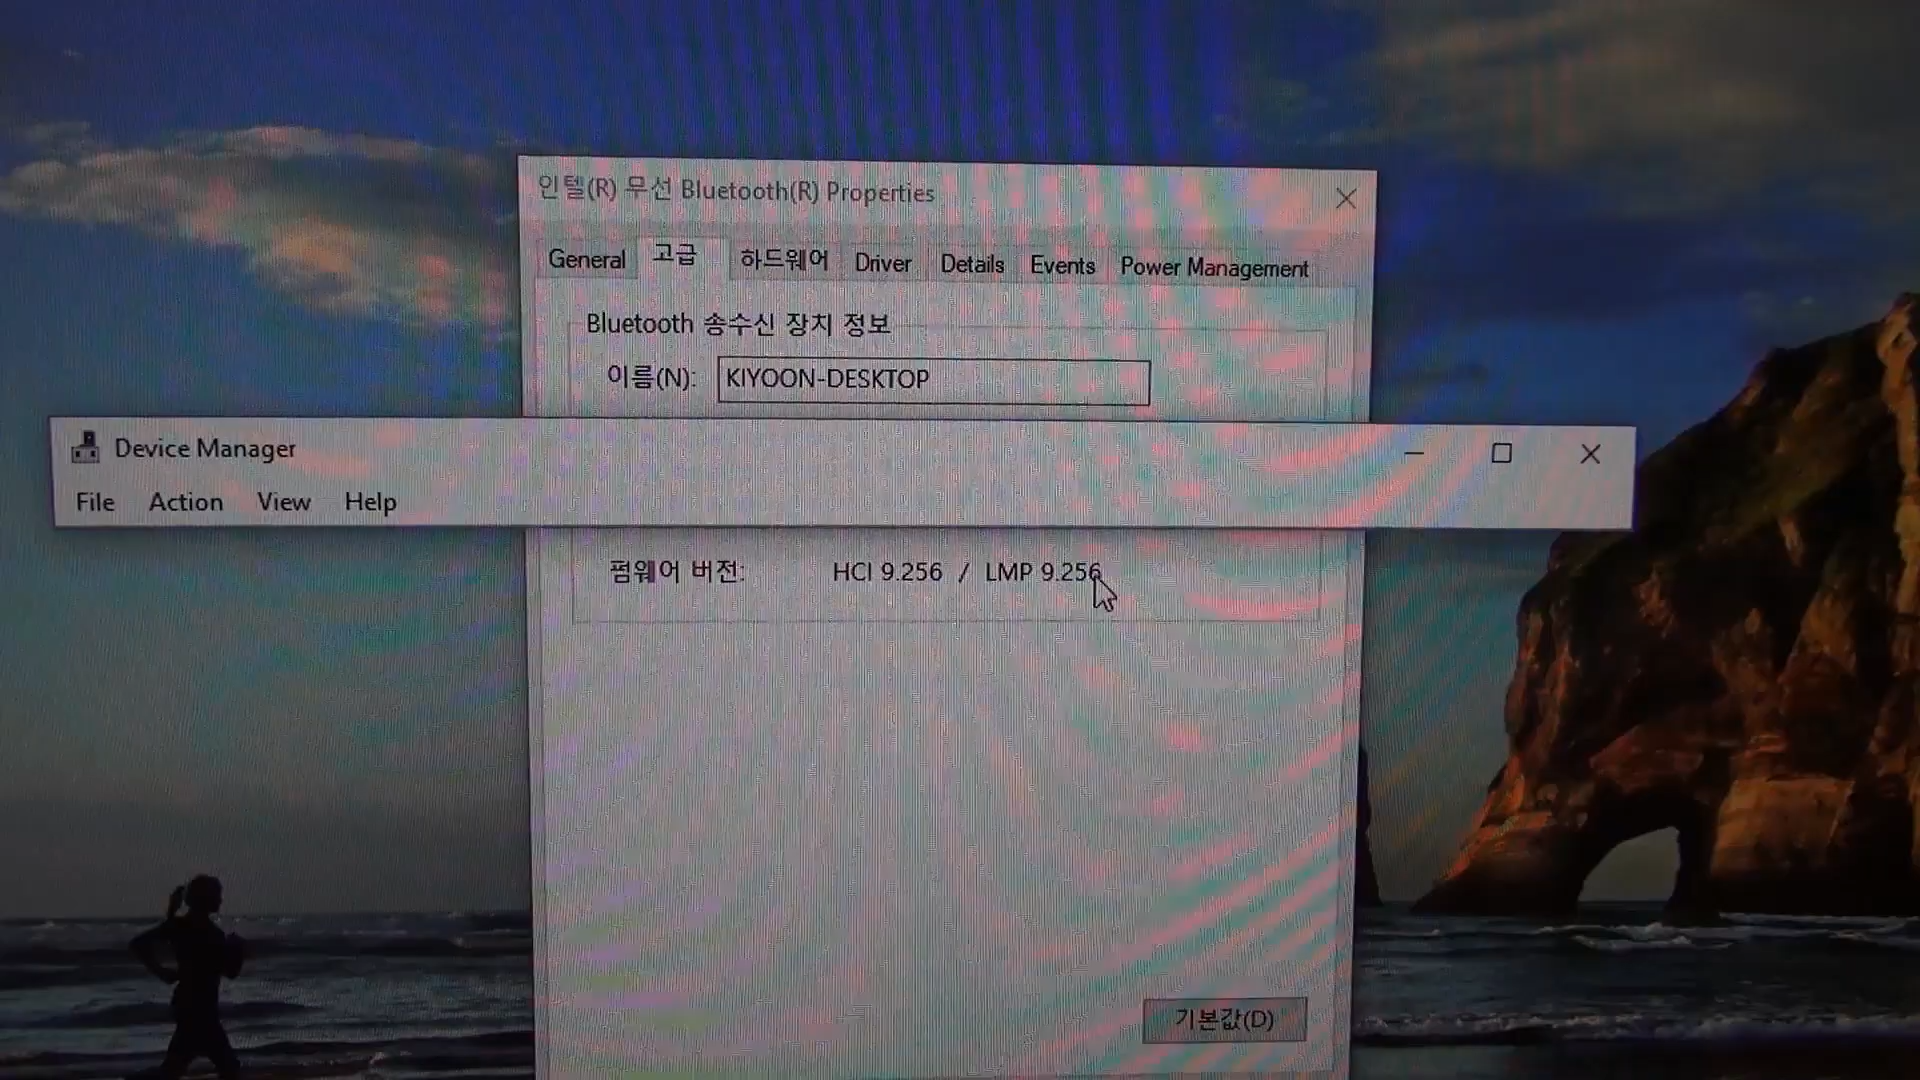 인텔(R) 무선 Bluetooth(R) Properties
General 고급 하드웨어 Driver Details Events Power Management
Bluetooth 송수신 장치 정보
이름(N): KIYOON-DESKTOP
Device Manager
File Action View Help
펌웨어 버전: HCI 9.256 / LMP 9.256
기본값(D)